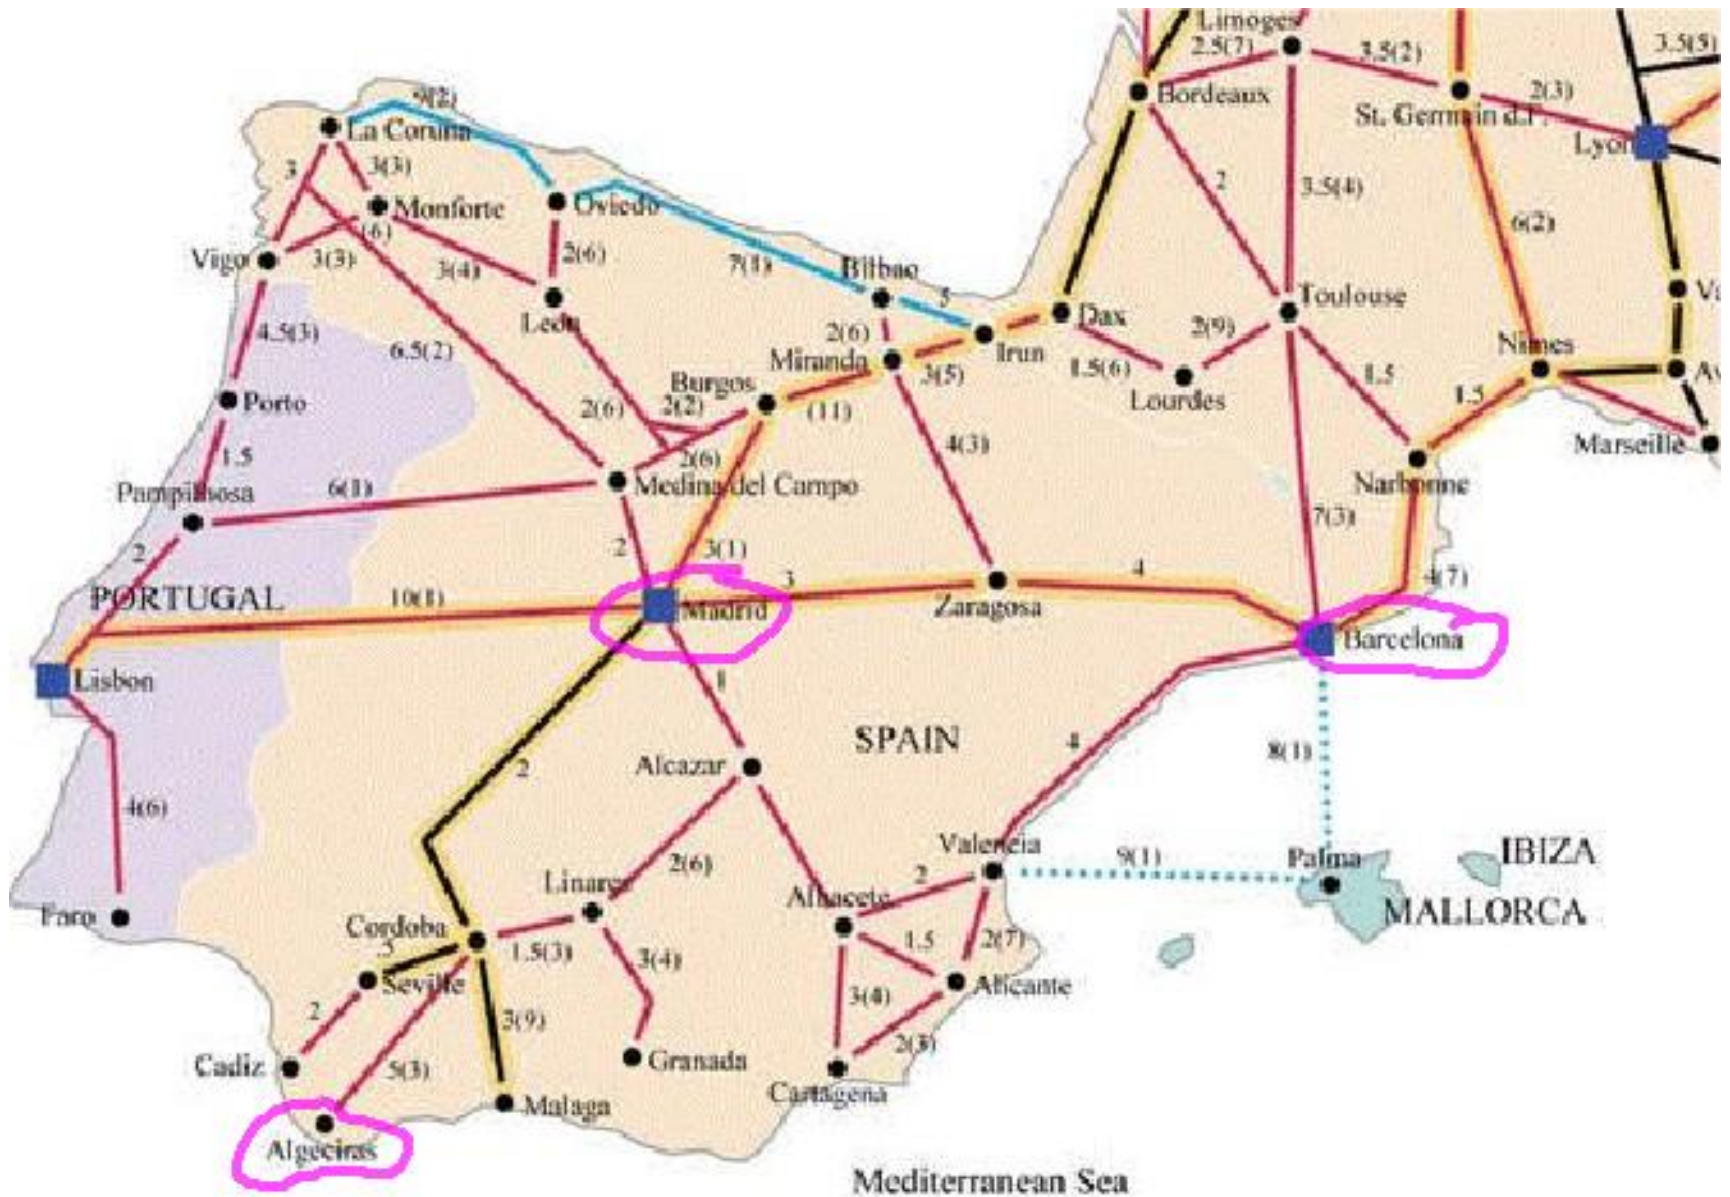 Limoges
2.5(7)
3.5(2)
3.5(5)
9(2)
Bordeaux
St. Germain d.F.
2(3)
La Coruna
Lyon
3
3(3)
2
3.5(4)
Monforte
Oviedo
(6)
6(2)
Vigo
3(3)
3(4)
2(6)
7(1)
Bilbao
5
Leon
Dax
Toulouse
4.5(3)
6.5(2)
2(6)
Irun
2(9)
Nimes
Miranda
3(5)
1.5(6)
1.5
Burgos
Porto
2(6)
2(2)
(11)
Lourdes
1.5
1.5
4(3)
Marseille
2(6)
Pampilhosa
6(1)
Medina del Campo
Narbonne
2
2
3(1)
7(3)
PORTUGAL
10(1)
3
4
4(7)
Madrid
Zaragosa
Barcelona
Lisbon
1
2
SPAIN
4
8(1)
Alcazar
4(6)
Valencia
9(1)
Palma
IBIZA
2(6)
2
Linares
Albacete
MALLORCA
Faro
Cordoba
1.5(3)
1.5
2(7)
.5
3(4)
Seville
Alicante
2
3(9)
3(4)
2(3)
Cadiz
5(3)
Granada
Cartagena
Malaga
Algeciras
Mediterranean Sea